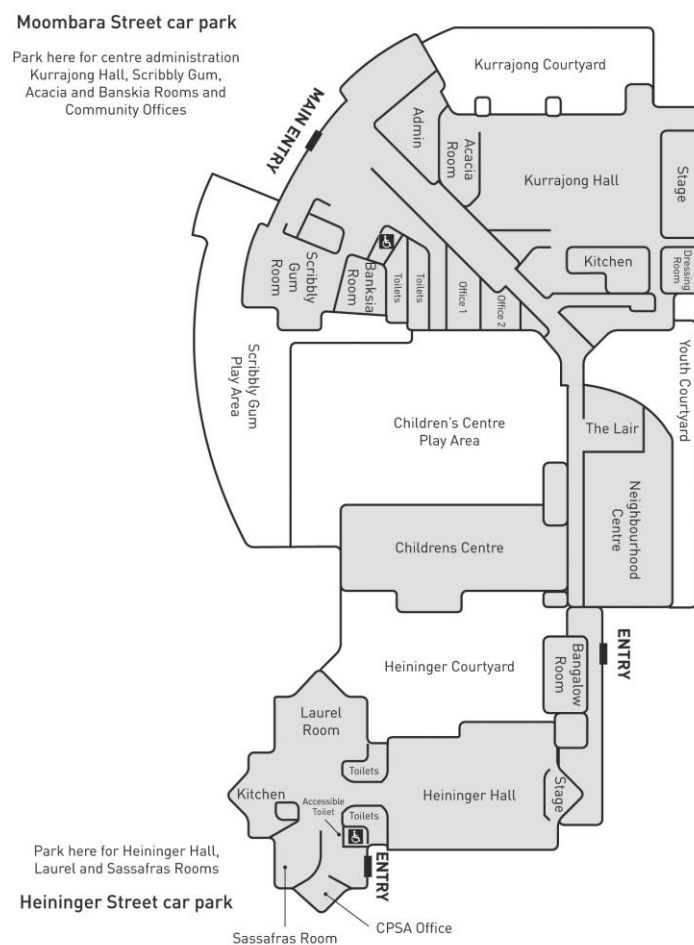 Moombara Street car park
Park here for centre administration
Kurrajong Hall, Scribbly Gum,
Acacia and Banskia Rooms and
Community Offices
Kurrajong Courtyard
MAIN ENTRY
Admin
Acacia
Room
Kurrajong Hall
Stage
Scribbly
Gum
Room
Banksia
Room
Toilets
Toilets
Office 1
Office 2
Kitchen
Dressing
Room
Scribbly Gum
Play Area
Children's Centre
Play Area
Youth Courtyard
The Lair
Neighbourhood
Centre
Childrens Centre
Heininger Courtyard
Bangalow
Room
ENTRY
Laurel
Room
Toilets
Kitchen
Accessible
Toilet
Toilets
Heininger Hall
Stage
ENTRY
Park here for Heininger Hall,
Laurel and Sassafras Rooms
Heininger Street car park
CPSA Office
Sassafras Room